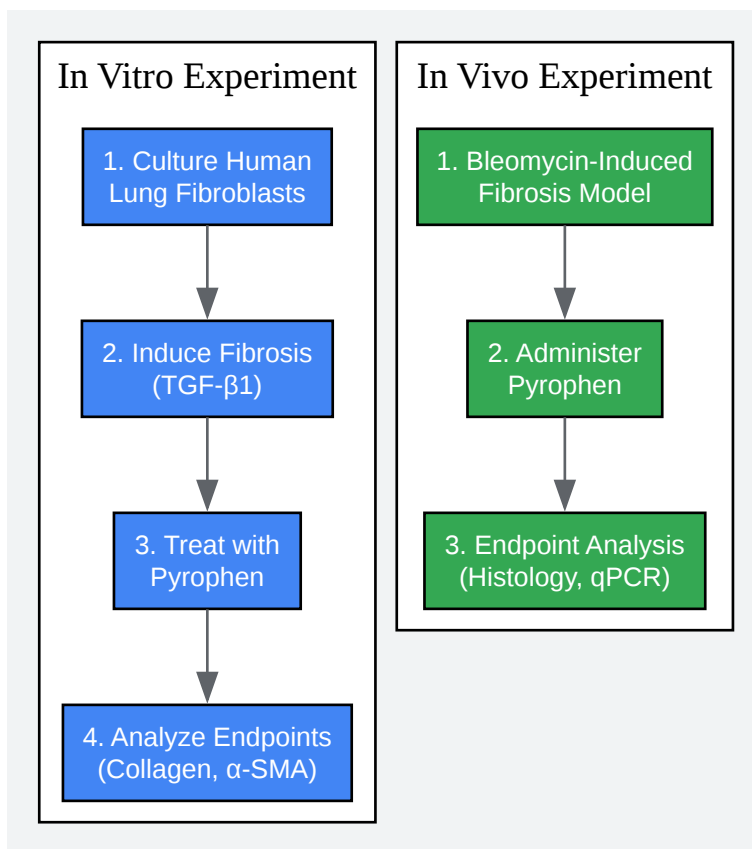 In Vitro Experiment
1. Culture Human
Lung Fibroblasts
2. Induce Fibrosis
(TGF-β1)
3. Treat with
Pyrophen
4. Analyze Endpoints
(Collagen, α-SMA)
In Vivo Experiment
1. Bleomycin-Induced
Fibrosis Model
2. Administer
Pyrophen
3. Endpoint Analysis
(Histology, qPCR)